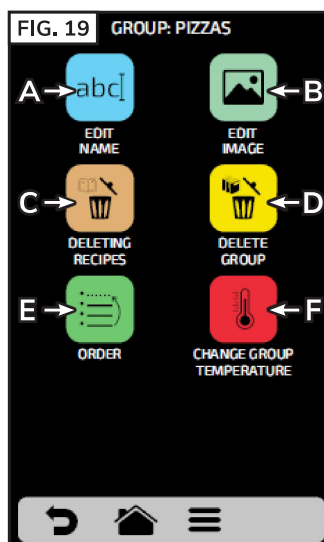 FIG. 19
GROUP: PIZZAS
A
abc
B
EDIT
NAME
EDIT
IMAGE
C
D
DELETING
RECIPES
DELETE
GROUP
E
F
ORDER
CHANGE GROUP
TEMPERATURE